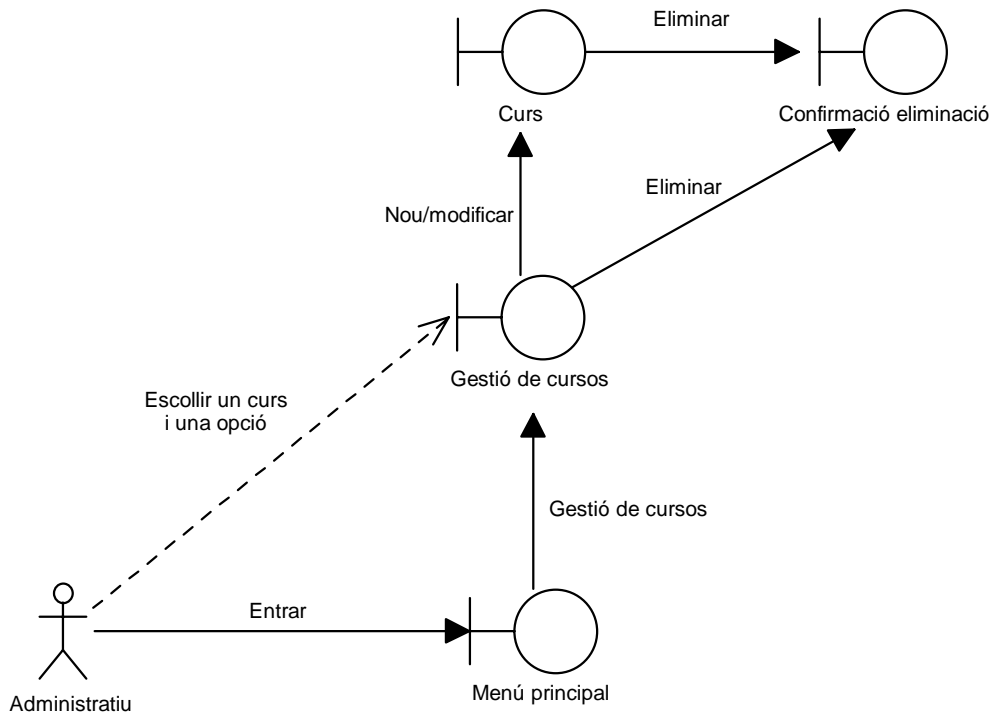 Eliminar
Curs
Confirmació eliminació
Eliminar
Nou/modificar
Gestió de cursos
Escollir un curs
i una opció
Gestió de cursos
Entrar
Menú principal
Administratiu